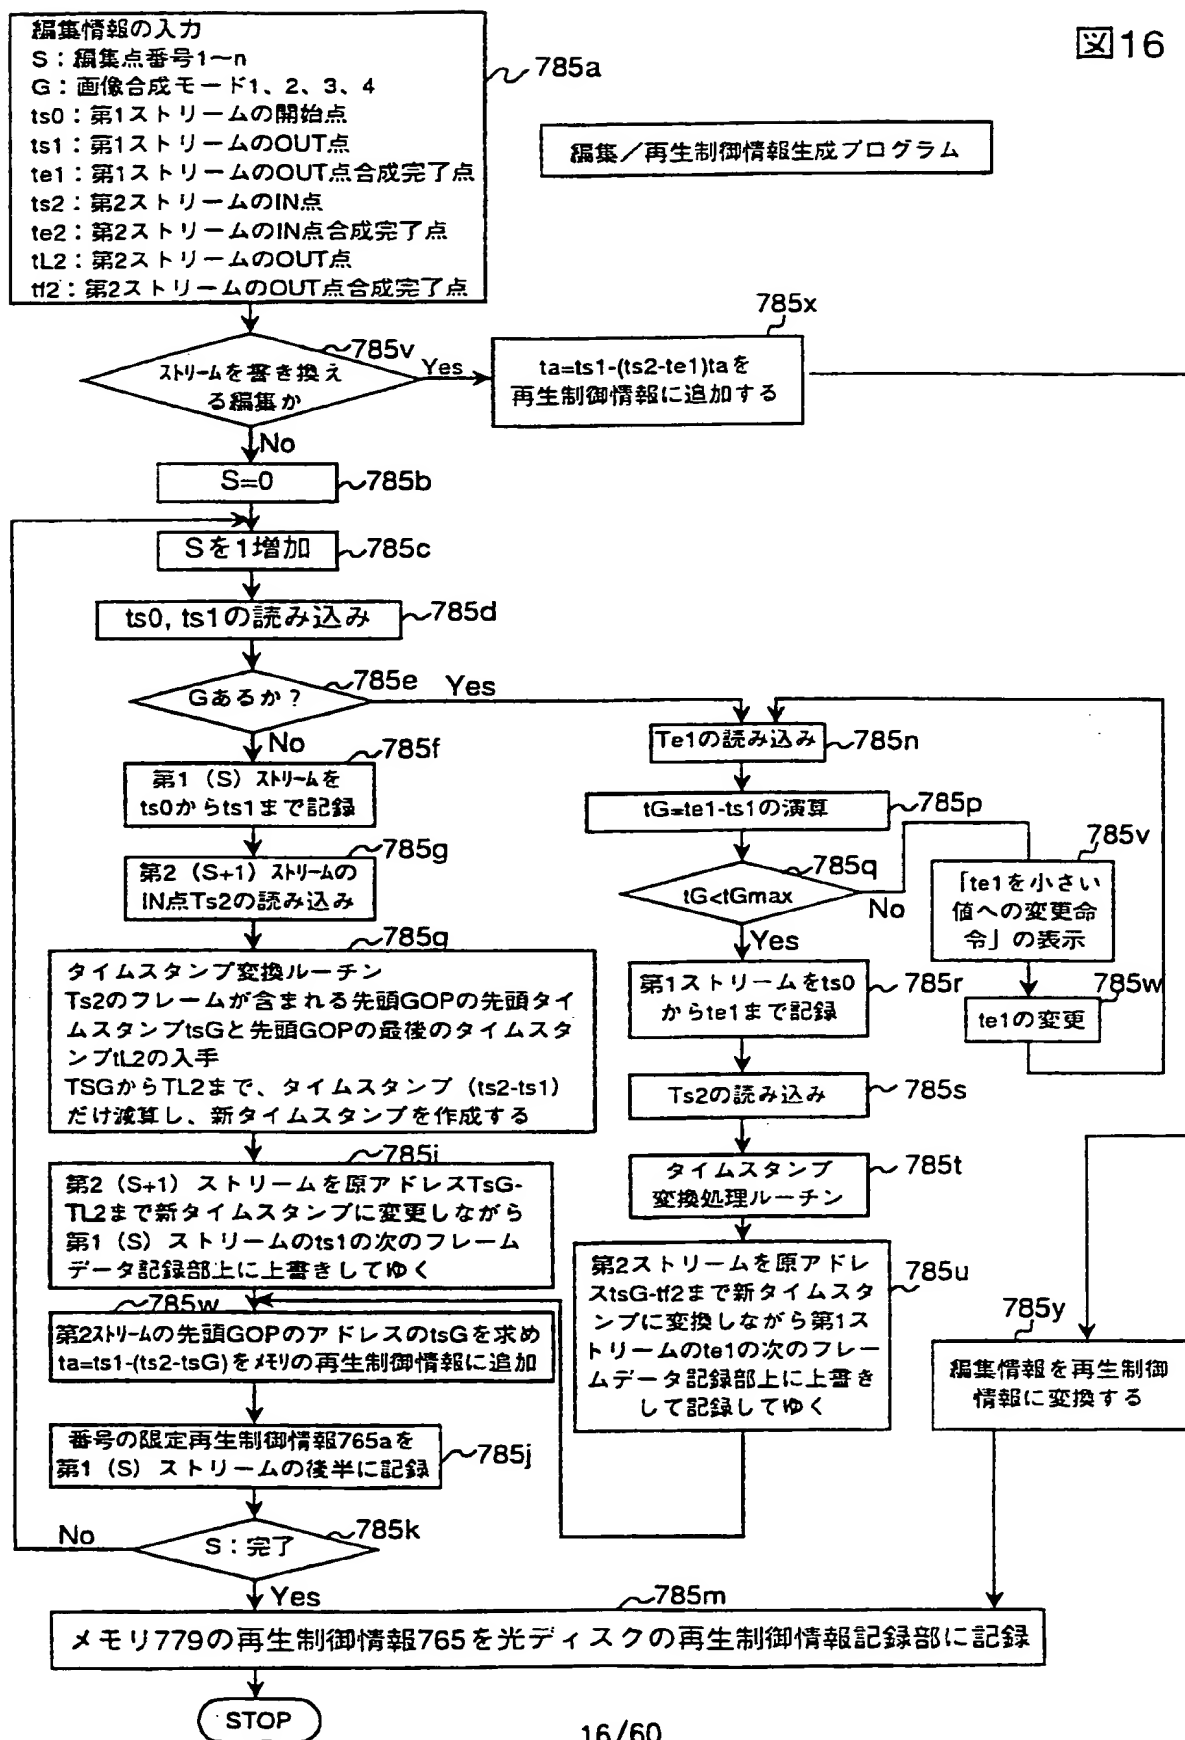 図16
編集情報の入力
S:編集点番号1〜n
G:画像合成モード1、2、3、4
ts0:第1ストリームの開始点
ts1:第1ストリームのOUT点
te1:第1ストリームのOUT点合成完了点
ts2:第2ストリームのIN点
te2:第2ストリームのIN点合成完了点
tL2:第2ストリームのOUT点
tf2:第2ストリームのOUT点合成完了点
785a
編集/再生制御情報生成プログラム
785v
ストリームを書き換え
る編集か
Yes
No
785x
ta=ts1-(ts2-te1)taを
再生制御情報に追加する
S=0
785b
Sを1増加
785c
ts0, ts1の読み込み
785d
Gあるか?
785e
Yes
No
785f
第1(S)ストリームを
ts0からts1まで記録
785g
第2(S+1)ストリームの
IN点Ts2の読み込み
785g
タイムスタンプ変換ルーチン
Ts2のフレームが含まれる先頭GOPの先頭タイ
ムスタンプtsGと先頭GOPの最後のタイムスタ
ンプtL2の入手
TSGからTL2まで、タイムスタンプ(ts2-ts1)
だけ減算し、新タイムスタンプを作成する
785i
第2(S+1)ストリームを原アドレスTsG-
TL2まで新タイムスタンプに変更しながら
第1(S)ストリームのts1の次のフレーム
データ記録部上に上書きしてゆく
785w
第2ストリームの先頭GOPのアドレスのtsGを求め
ta=ts1-(ts2-tsG)をメモリの再生制御情報に追加
番号の限定再生制御情報765aを
第1(S)ストリームの後半に記録
785j
S:完了
785k
No
Yes
Te1の読み込み
785n
tG=te1-ts1の演算
785p
tG<tGmax
785q
No
Yes
785v
「te1を小さい
値への変更命
令」の表示
785w
te1の変更
第1ストリームをts0
からte1まで記録
785r
Ts2の読み込み
785s
タイムスタンプ
変換処理ルーチン
785t
第2ストリームを原アドレ
スtsG-tf2まで新タイムスタ
ンプに変換しながら第1ス
トリームのte1の次のフレー
ムデータ記録部上に上書き
して記録してゆく
785u
785y
編集情報を再生制御
情報に変換する
785m
メモリ779の再生制御情報765を光ディスクの再生制御情報記録部に記録
STOP
16/60